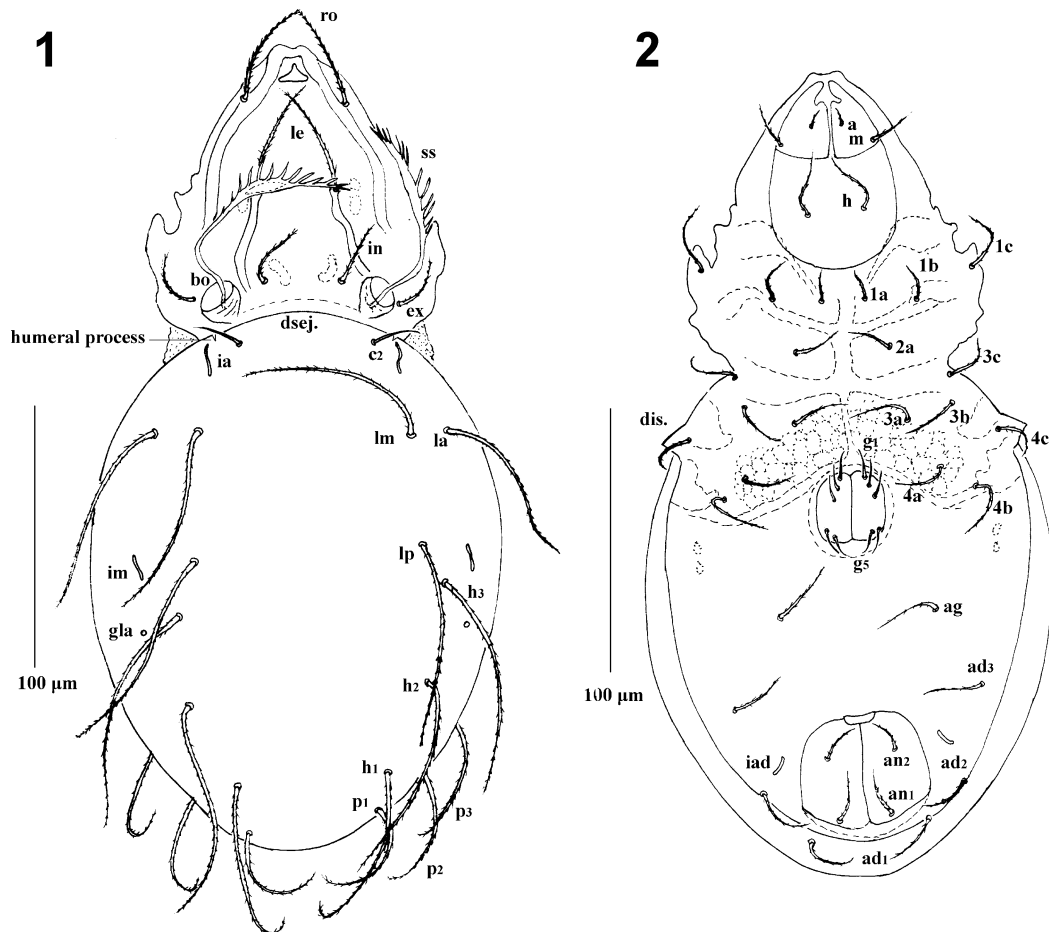 1
ro
le
ss
in
bo
ex
humeral process
dsej.
ia
c2
lm
la
im
lp
h3
gla
100 µm
h2
h1
p1
p3
p2
2
a
m
h
1c
1b
1a
2a
3c
dis.
3a
3b
g1
4c
4a
4b
g5
ag
100 µm
ad3
iad
an2
ad2
an1
ad1